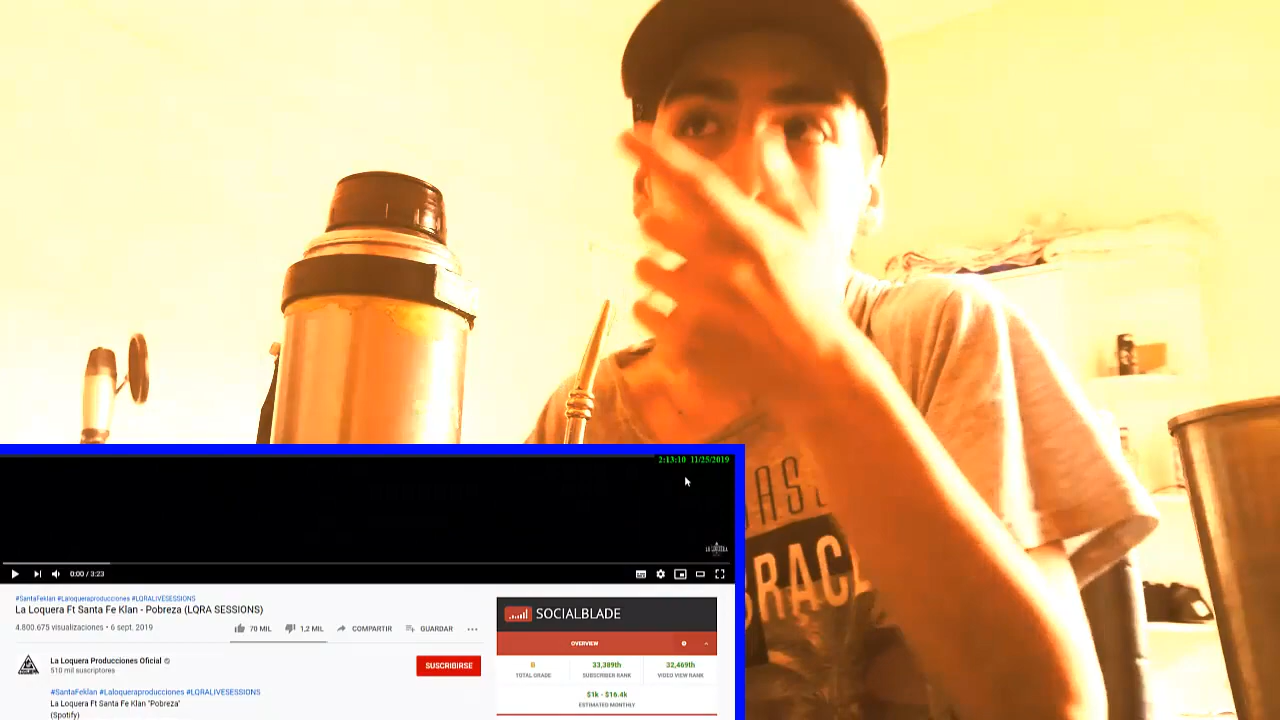 2:13:10 11/25/2019
LA LOQUERA
0:00 / 3:23
#SantaFeklan #Laloqueraproducciones #LQRALIVESESSIONS
La Loquera Ft Santa Fe Klan - Pobreza (LQRA SESSIONS)
4.800.675 visualizaciones • 6 sept. 2019
70 MIL 1,2 MIL COMPARTIR GUARDAR
La Loquera Producciones Oficial
510 mil suscriptores
SUSCRIBIRSE
#SantaFeklan #Laloqueraproducciones #LQRALIVESESSIONS
La Loquera Ft Santa Fe Klan "Pobreza"
(Spotify)
SOCIALBLADE
OVERVIEW
B 33,389th 32,469th
TOTAL GRADE SUBSCRIBER RANK VIDEO VIEW RANK
$1k - $16.4k
ESTIMATED MONTHLY